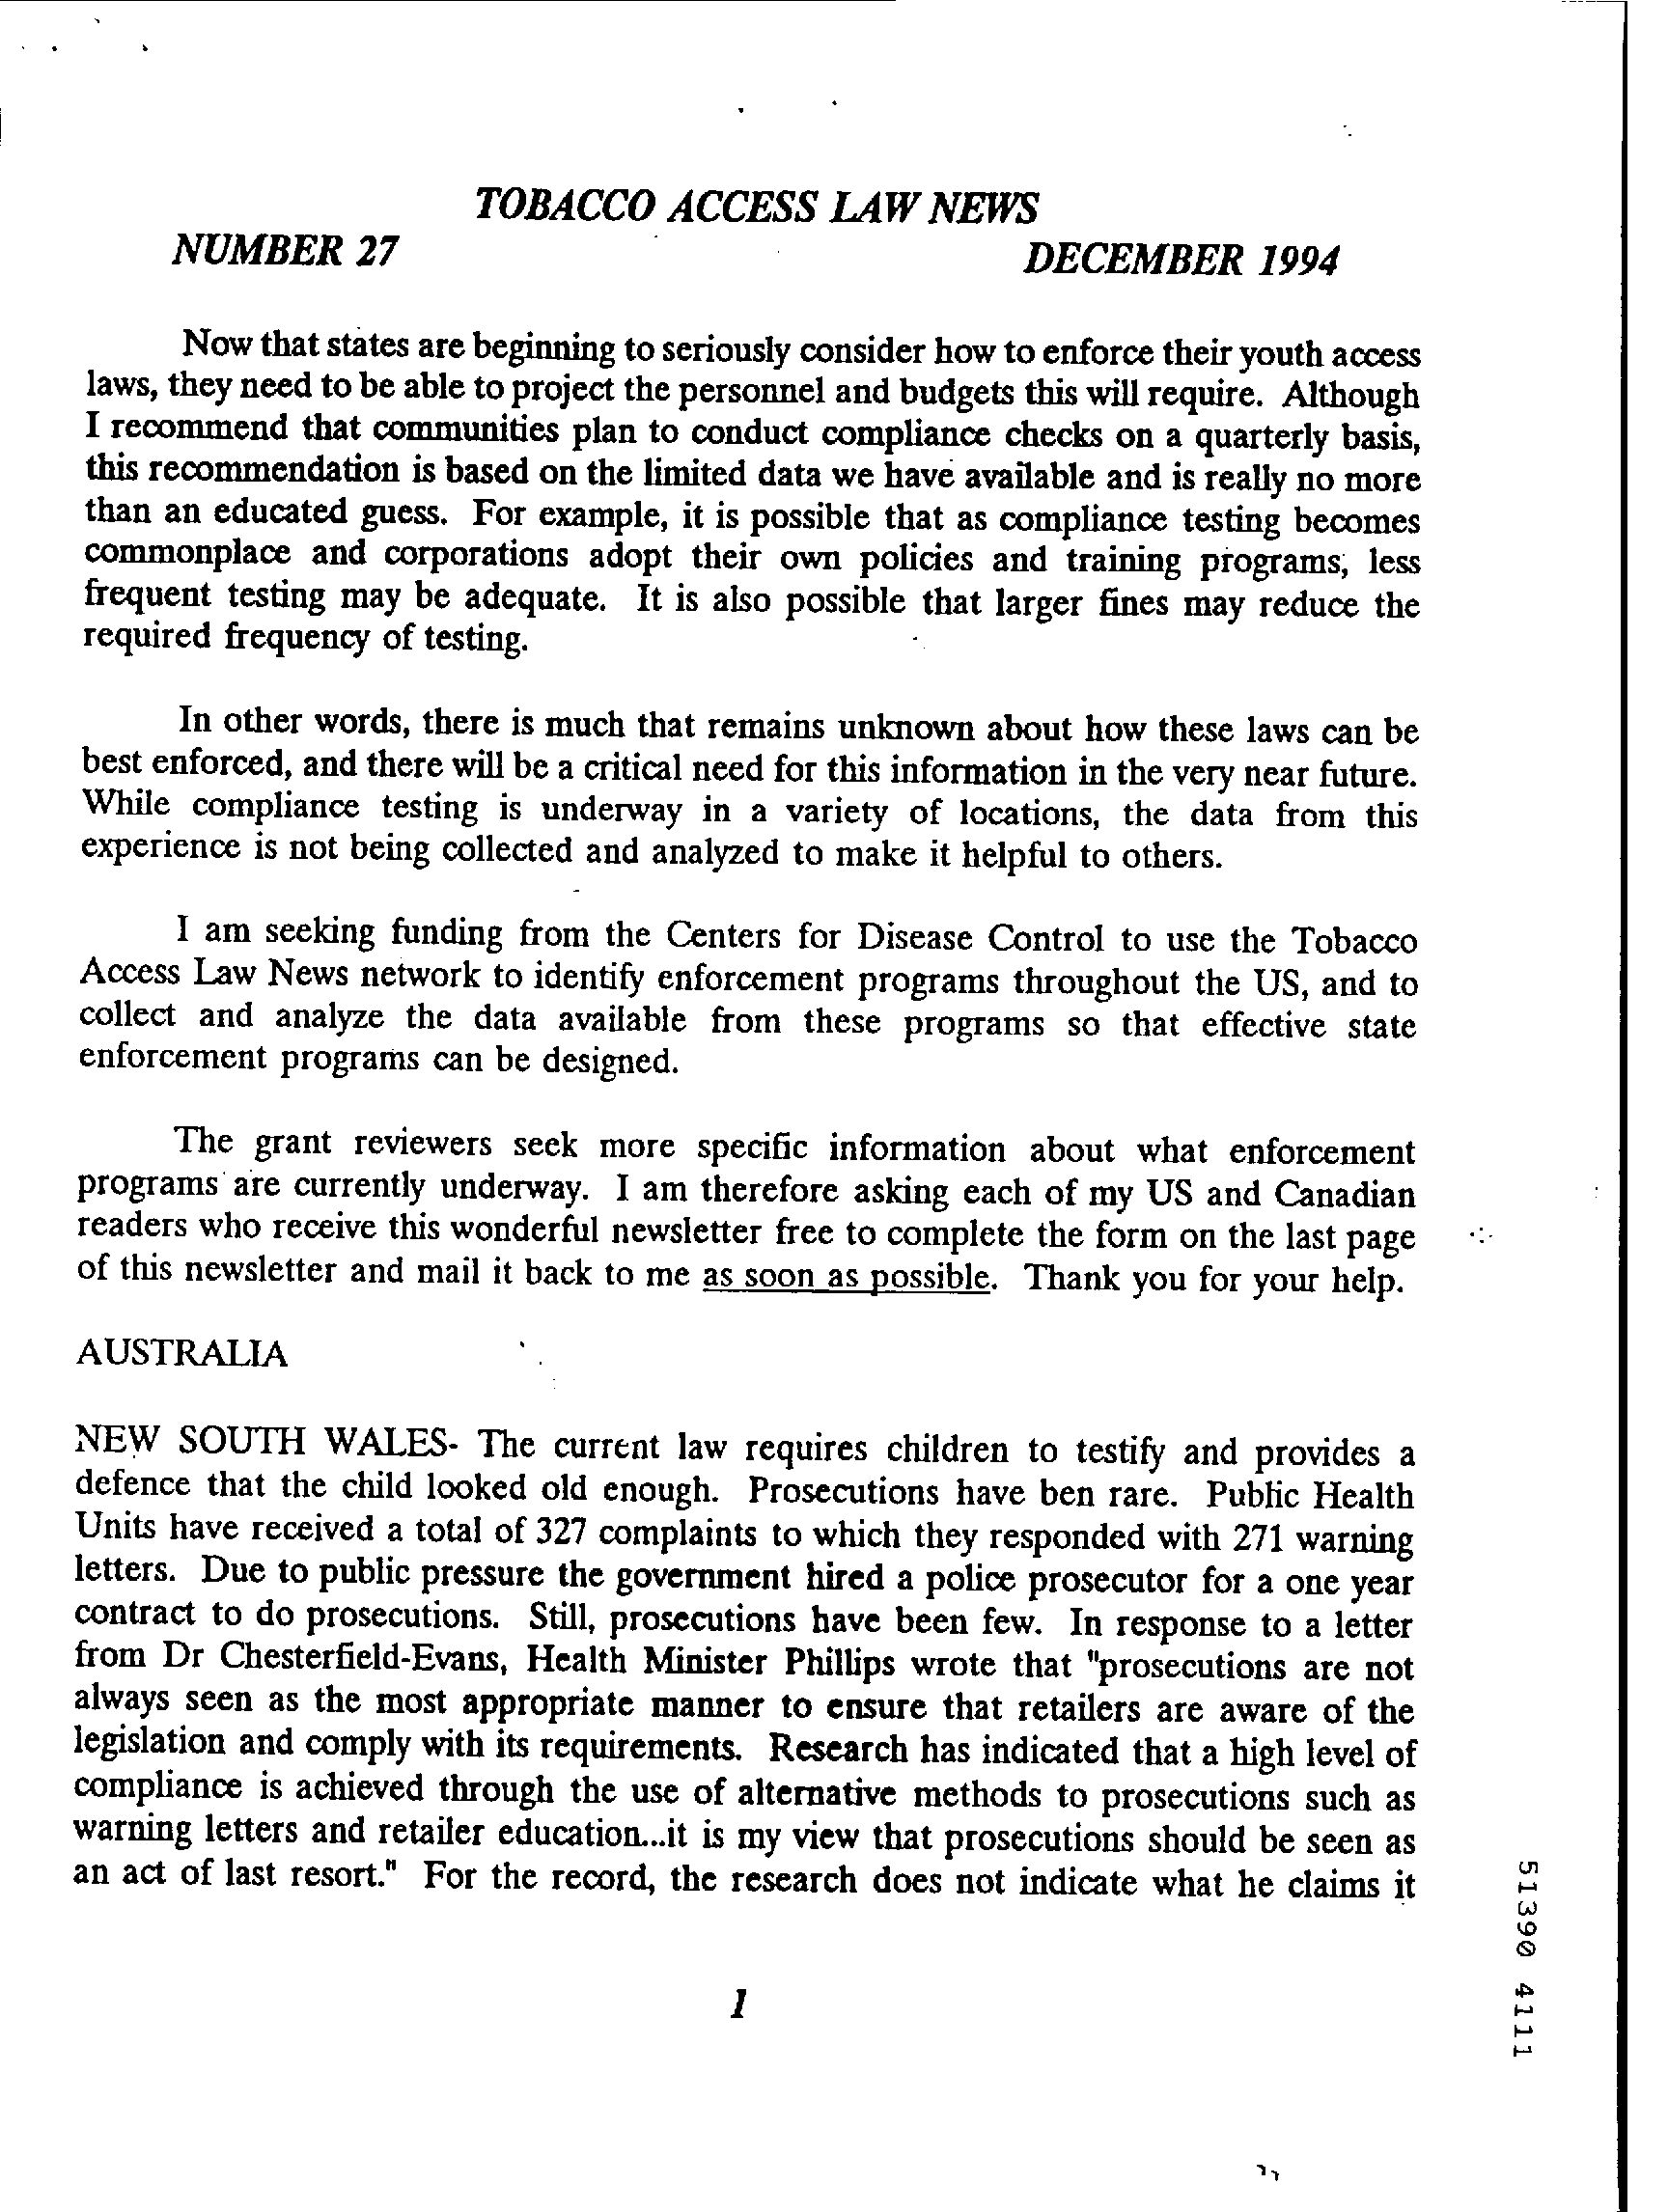 TOBACCO ACCESS LAW NEWS
NUMBER 27
DECEMBER 1994
Now that states are beginning to seriously consider how to enforce their youth access
laws, they need to be able to project the personnel and budgets this will require. Although
I recommend that communities plan to conduct compliance checks on a quarterly basis,
this recommendation is based on the limited data we have available and is really no more
than an educated guess. For example, it is possible that as compliance testing becomes
commonplace and corporations adopt their own policies and training programs, less
frequent testing may be adequate. It is also possible that larger fines may reduce the
required frequency of testing.
In other words, there is much that remains unknown about how these laws can be
best enforced, and there will be a critical need for this information in the very near future.
While compliance testing is underway in a variety of locations, the data from this
experience is not being collected and analyzed to make it helpful to others.
I am seeking funding from the Centers for Disease Control to use the Tobacco
Access Law News network to identify enforcement programs throughout the US, and to
collect and analyze the data available from these programs so that effective state
enforcement programs can be designed.
The grant reviewers seek more specific information about what enforcement
programs are currently underway. I am therefore asking each of my US and Canadian
readers who receive this wonderful newsletter free to complete the form on the last page
of this newsletter and mail it back to me as soon as possible. Thank you for your help.
AUSTRALIA
NEW SOUTH WALES- The current law requires children to testify and provides a
defence that the child looked old enough. Prosecutions have ben rare. Public Health
Units have received a total of 327 complaints to which they responded with 271 warning
letters. Due to public pressure the government hired a police prosecutor for a one year
contract to do prosecutions. Still, prosecutions have been few. In response to a letter
from Dr Chesterfield-Evans, Health Minister Phillips wrote that "prosecutions are not
always seen as the most appropriate manner to ensure that retailers are aware of the
legislation and comply with its requirements. Research has indicated that a high level of
compliance is achieved through the use of alternative methods to prosecutions such as
warning letters and retailer education...it is my view that prosecutions should be seen as
an act of last resort." For the record, the research does not indicate what he claims it
1
51390 4111